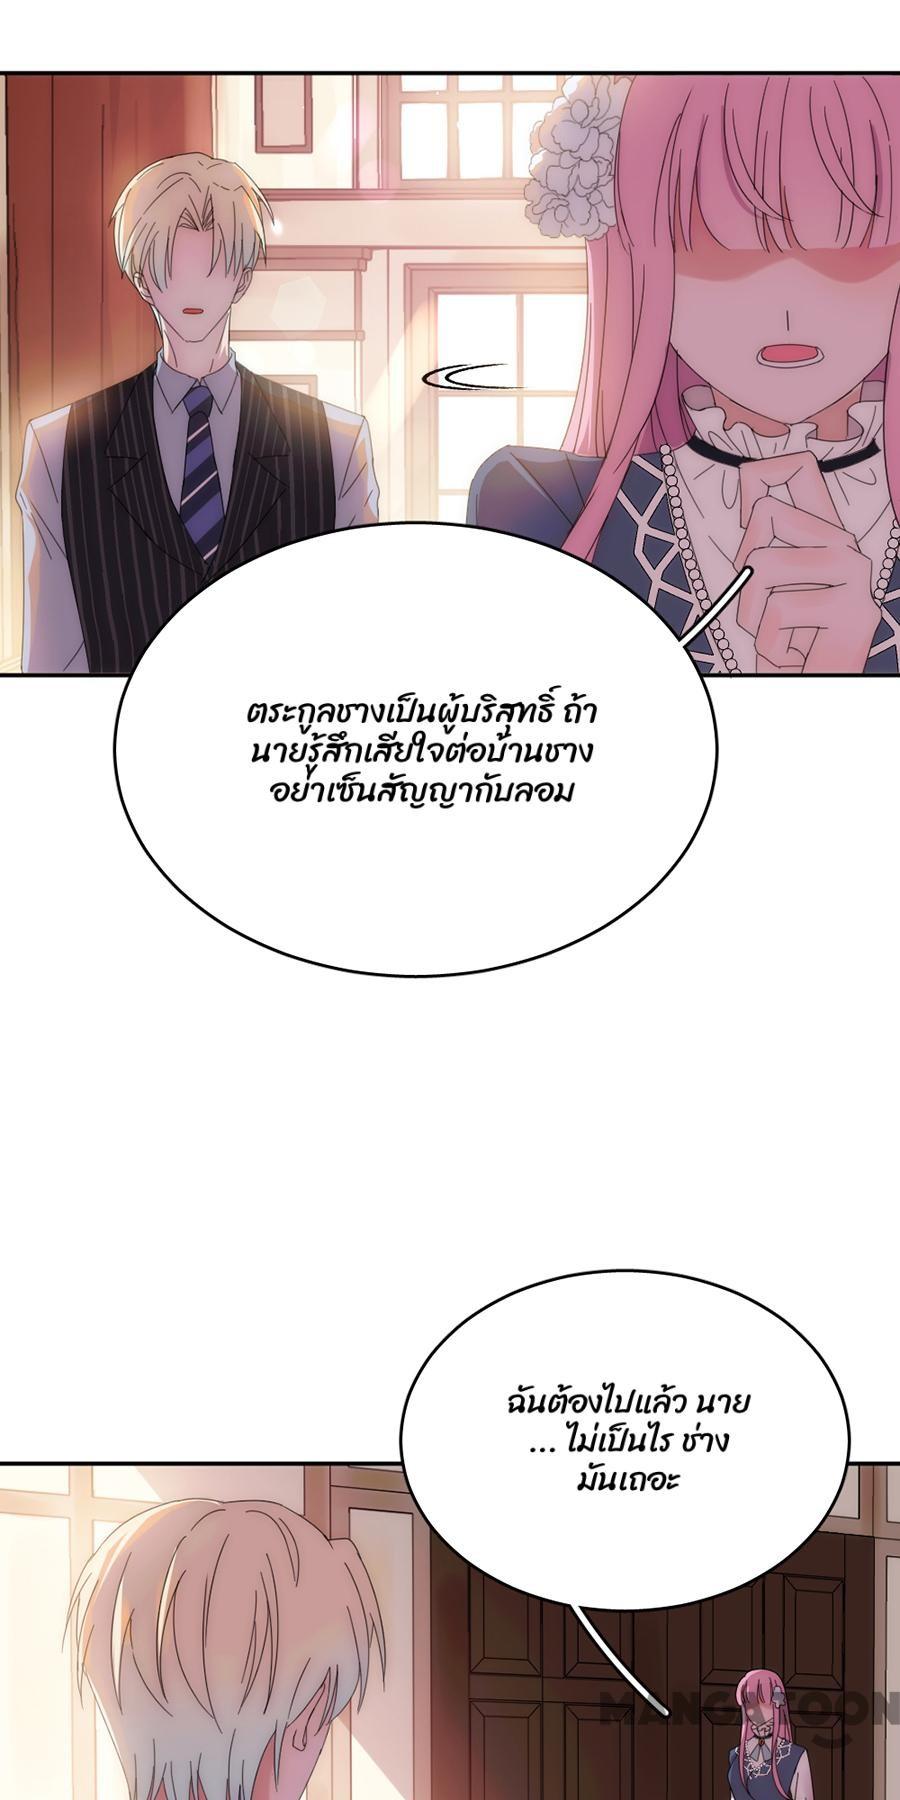 ตระกูลชางเป็นผู้บริสุทธิ์ ถ้า
นายรู้สึกเสียใจต่อบ้านชาง
อย่าเซ็นสัญญากับลอม
ฉันต้องไปแล้ว นาย
... ไม่เป็นไร ช่าง
มันเถอะ
MANGATOON